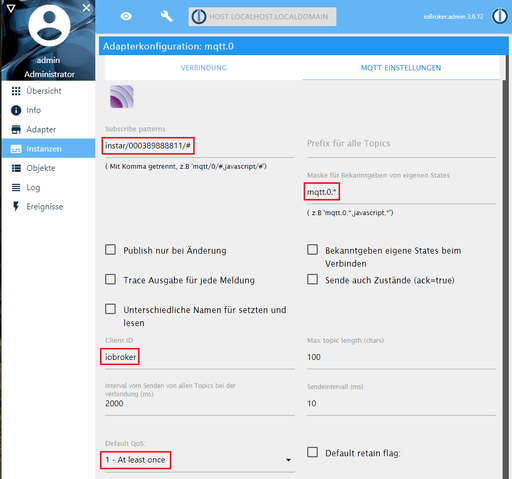 HOST.LOCALHOST.LOCALDOMAIN
ioBroker.admin 3.6.12
admin
Administrator
Übersicht
Info
Adapter
Instanzen
Objekte
Log
Ereignisse
Adapterkonfiguration: mqtt.0
VERBINDUNG
MQTT EINSTELLUNGEN
Subscribe patterns
instar/000389888811/#
( Mit Komma getrennt, z.B 'mqtt/0/#,javascript/#')
Prefix für alle Topics
Maske für Bekanntgeben von eigenen States
mqtt.0.*
( z.B 'mqtt.0.*,javascript.*')
Publish nur bei Änderung
Bekanntgeben eigene States beim
Verbinden
Trace Ausgabe für jede Meldung
Sende auch Zustände (ack=true)
Unterschiedliche Namen für setzten und
lesen
Client ID
iobroker
Max topic length:(chars)
100
Interval vom Senden von allen Topics bei der
verbindung (ms)
2000
Sendeintervall (ms)
10
Default QoS:
1 - At least once
Default retain flag: